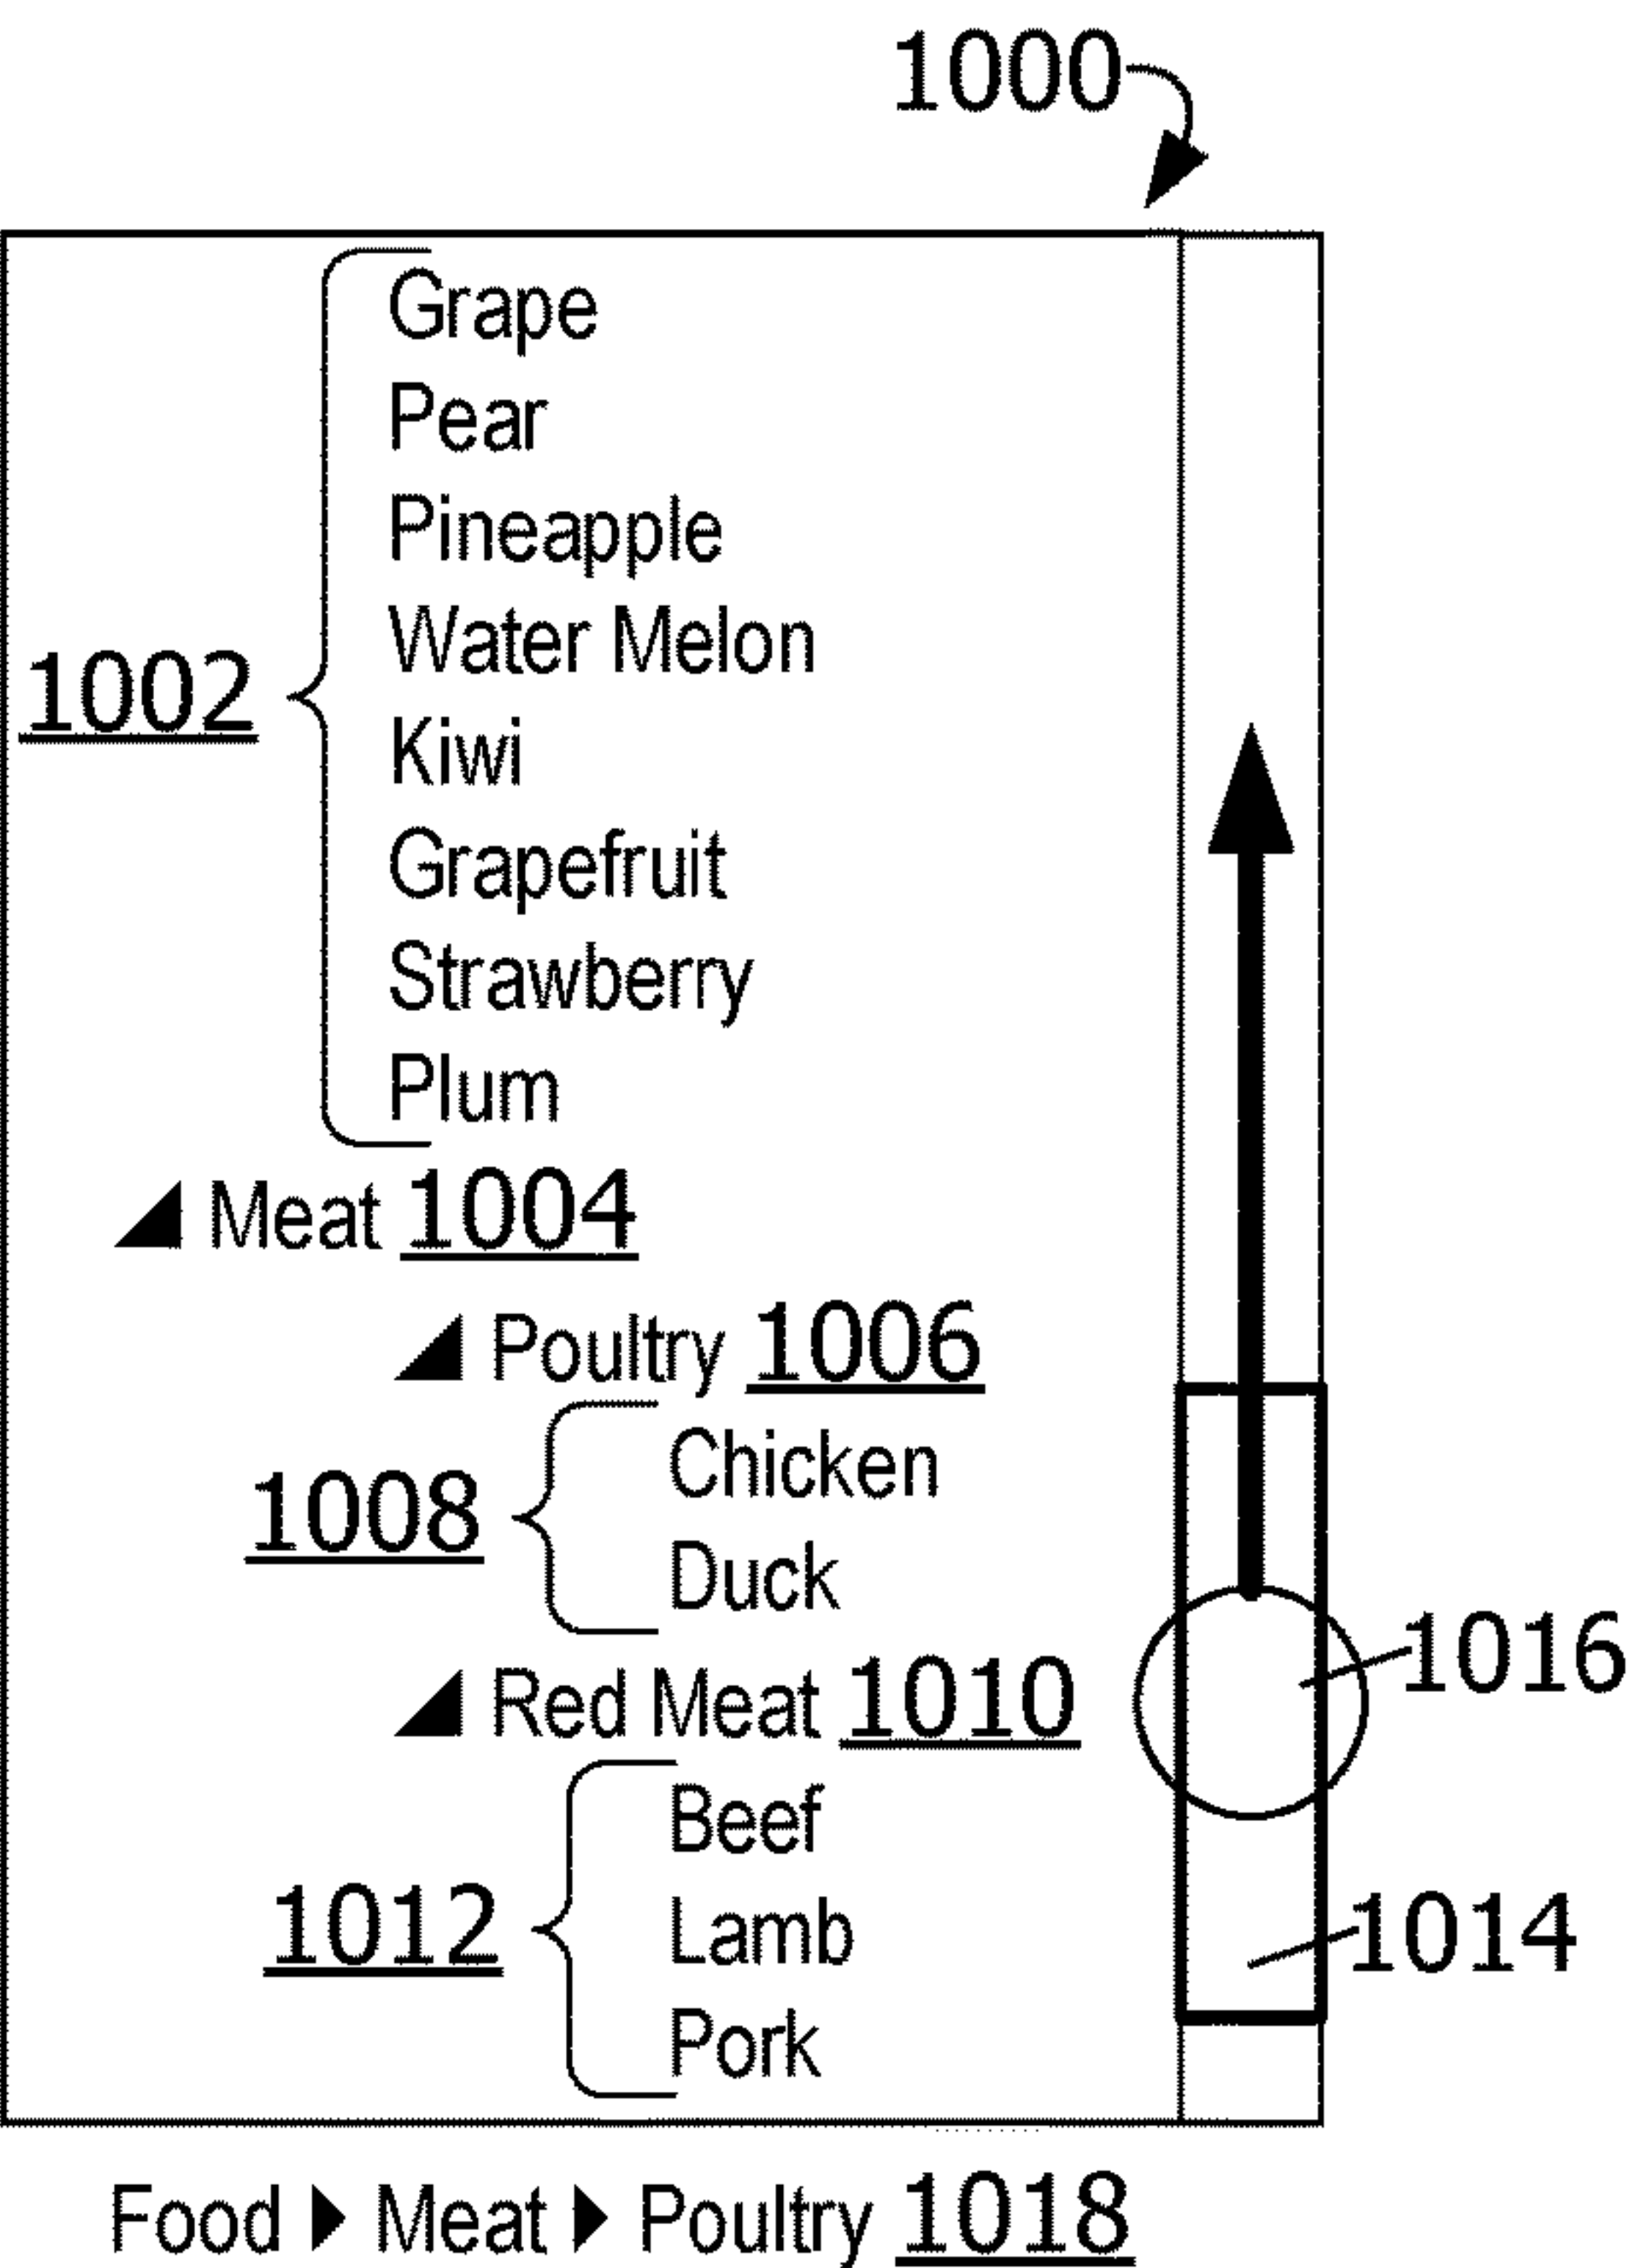 1000
Grape
Pear
Pineapple
Water Melon
1002
Kiwi
Grapefruit
Strawberry
Plum
Meat 1004
Poultry 1006
Chicken
1008
Duck
1016
Red Meat 1010
Beef
1012
Lamb
1014
Pork
Food Meat Poultry 1018